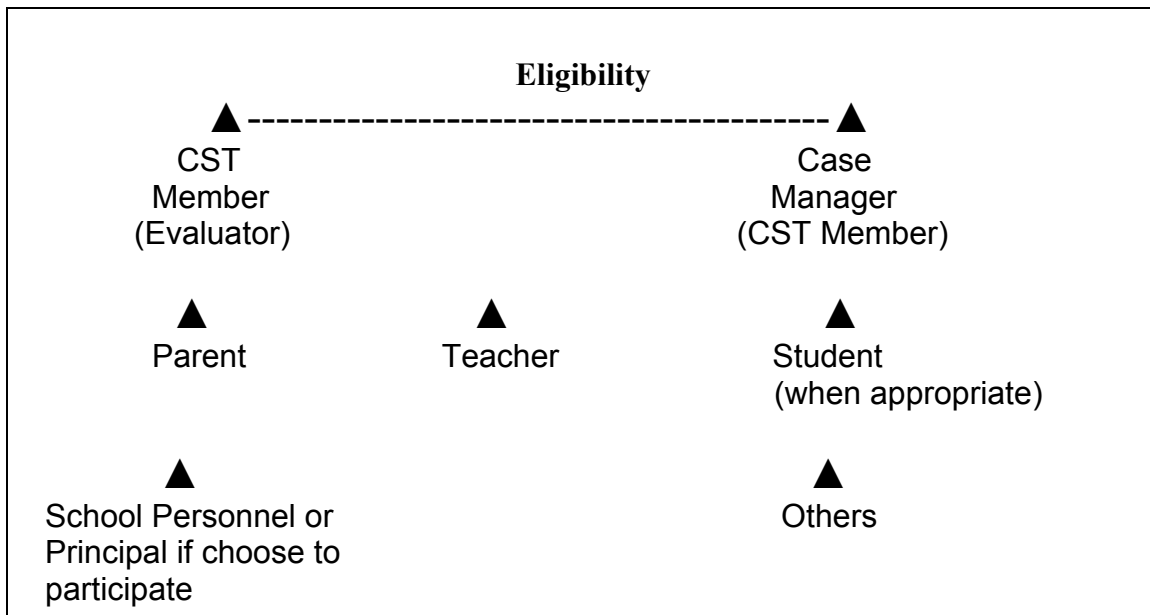 Eligibility
CST
Member
(Evaluator)
Case
Manager
(CST Member)
Parent
Teacher
Student
(when appropriate)
School Personnel or
Principal if choose to
participate
Others